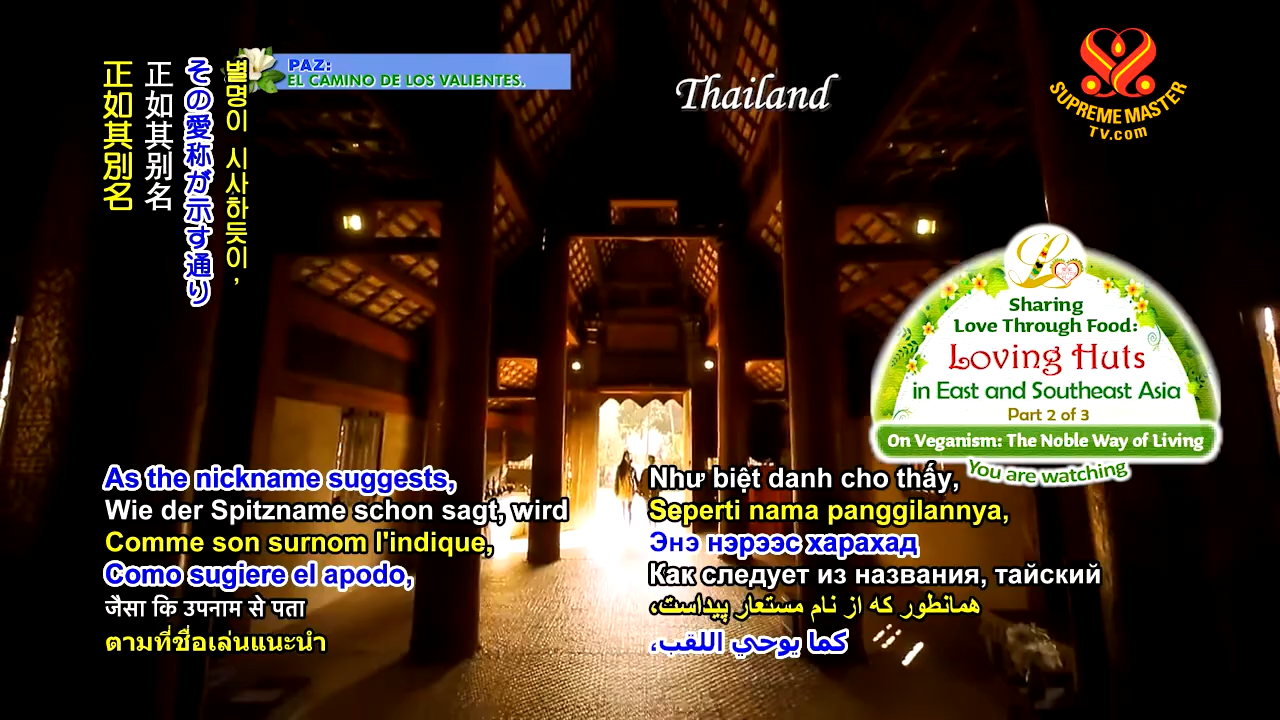 正如其別名
正如其别名
その愛称が示す通り
별명이 시사하듯이,
PAZ:
EL CAMINO DE LOS VALIENTES.
Thailand
SUPREME MASTER
TV.com
Sharing
Love Through Food:
Loving Huts
in East and Southeast Asia
Part 2 of 3
On Veganism: The Noble Way of Living
You are watching
As the nickname suggests,
Wie der Spitzname schon sagt, wird
Comme son surnom l'indique,
Como sugiere el apodo,
जैसा कि उपनाम से पता
ตามที่ชื่อเล่นแนะนำ
Như biệt danh cho thấy,
Seperti nama panggilannya,
Энэ нэрээс харахад
Как следует из названия, тайский
همانطور که از نام مستعار پیداست،
كما يوحي اللقب،